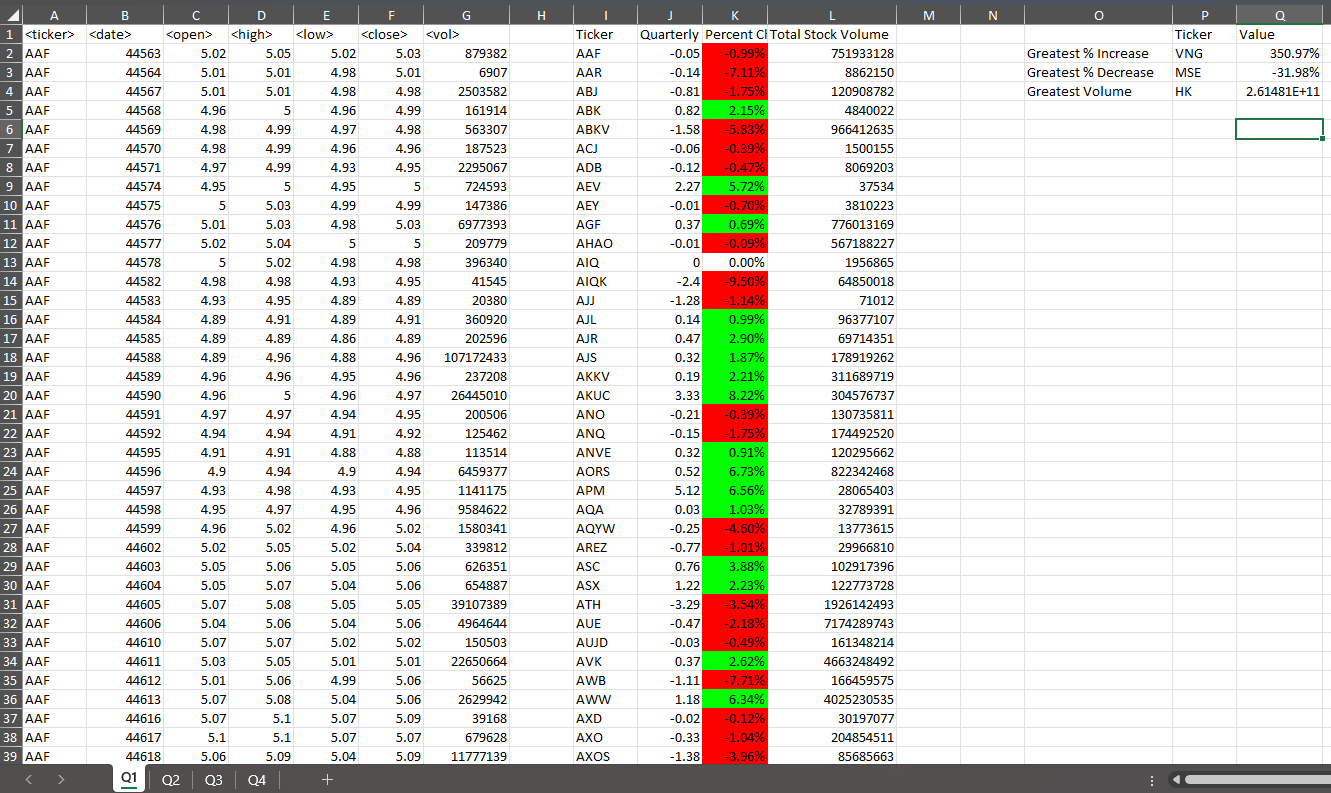 A B C D E F G H I J K L M N O P Q
1 <ticker> <date> <open> <high> <low> <close> <vol> Ticker Quarterly Percent Ch Total Stock Volume Ticker Value
2 AAF 44563 5.02 5.05 5.02 5.03 879382 AAF -0.05 -0.99% 751933128 Greatest % Increase VNG 350.97%
3 AAF 44564 5.01 5.01 4.98 5.01 6907 AAR -0.14 -7.11% 8862150 Greatest % Decrease MSE -31.98%
4 AAF 44567 5.01 5.01 4.98 4.98 2503582 ABJ -0.81 -1.75% 120908782 Greatest Volume HK 2.61481E+11
5 AAF 44568 4.96 5 4.96 4.99 161914 ABK 0.82 2.15% 4840022
6 AAF 44569 4.98 4.99 4.97 4.98 563307 ABKV -1.58 -5.83% 966412635
7 AAF 44570 4.98 4.99 4.96 4.96 187523 ACJ -0.06 -0.39% 1500155
8 AAF 44571 4.97 4.99 4.93 4.95 2295067 ADB -0.12 -0.47% 8069203
9 AAF 44574 4.95 5 4.95 5 724593 AEV 2.27 5.72% 37534
10 AAF 44575 5 5.03 4.99 4.99 147386 AEY -0.01 -0.70% 3810223
11 AAF 44576 5.01 5.03 4.98 5.03 6977393 AGF 0.37 0.69% 776013169
12 AAF 44577 5.02 5.04 5 5 209779 AHAO -0.01 -0.09% 567188227
13 AAF 44578 5 5.02 4.98 4.98 396340 AIQ 0 0.00% 1956865
14 AAF 44582 4.98 4.98 4.93 4.95 41545 AIQK -2.4 -9.50% 64850018
15 AAF 44583 4.93 4.95 4.89 4.89 20380 AJJ -1.28 -1.14% 71012
16 AAF 44584 4.89 4.91 4.89 4.91 360920 AJL 0.14 0.99% 96377107
17 AAF 44585 4.89 4.89 4.86 4.89 202596 AJR 0.47 2.90% 69714351
18 AAF 44588 4.89 4.96 4.88 4.96 107172433 AJS 0.32 1.87% 178919262
19 AAF 44589 4.96 4.96 4.95 4.96 237208 AKKV 0.19 2.21% 311689719
20 AAF 44590 4.96 5 4.96 4.97 26445010 AKUC 3.33 8.22% 304576737
21 AAF 44591 4.97 4.97 4.94 4.95 200506 ANO -0.21 -0.39% 130735811
22 AAF 44592 4.94 4.94 4.91 4.92 125462 ANQ -0.15 -1.75% 174492520
23 AAF 44595 4.91 4.91 4.88 4.88 113514 ANVE 0.32 0.91% 120295662
24 AAF 44596 4.9 4.94 4.9 4.94 6459377 AORS 0.52 6.73% 822342468
25 AAF 44597 4.93 4.98 4.93 4.95 1141175 APM 5.12 6.56% 28065403
26 AAF 44598 4.95 4.97 4.95 4.96 9584622 AQA 0.03 1.03% 32789391
27 AAF 44599 4.96 5.02 4.96 5.02 1580341 AQYW -0.25 -4.60% 13773615
28 AAF 44602 5.02 5.05 5.02 5.04 339812 AREZ -0.77 -1.01% 29966810
29 AAF 44603 5.05 5.06 5.05 5.06 626351 ASC 0.76 3.88% 102917396
30 AAF 44604 5.05 5.07 5.04 5.06 654887 ASX 1.22 2.23% 122773728
31 AAF 44605 5.07 5.08 5.05 5.05 39107389 ATH -3.29 -3.54% 1926142493
32 AAF 44606 5.04 5.06 5.04 5.06 4964644 AUE -0.47 -2.18% 7174289743
33 AAF 44610 5.07 5.07 5.02 5.02 150503 AUJD -0.03 -0.49% 161348214
34 AAF 44611 5.03 5.05 5.01 5.01 22650664 AVK 0.37 2.62% 4663248492
35 AAF 44612 5.01 5.06 4.99 5.06 56625 AWB -1.11 -7.71% 166459575
36 AAF 44613 5.07 5.08 5.04 5.06 2629942 AWW 1.18 6.34% 4025230535
37 AAF 44616 5.07 5.1 5.07 5.09 39168 AXD -0.02 -0.12% 30197077
38 AAF 44617 5.1 5.1 5.07 5.07 679628 AXO -0.33 -1.04% 204854511
39 AAF 44618 5.06 5.09 5.04 5.09 11777139 AXOS -1.38 -3.96% 85685663
Q1 Q2 Q3 Q4